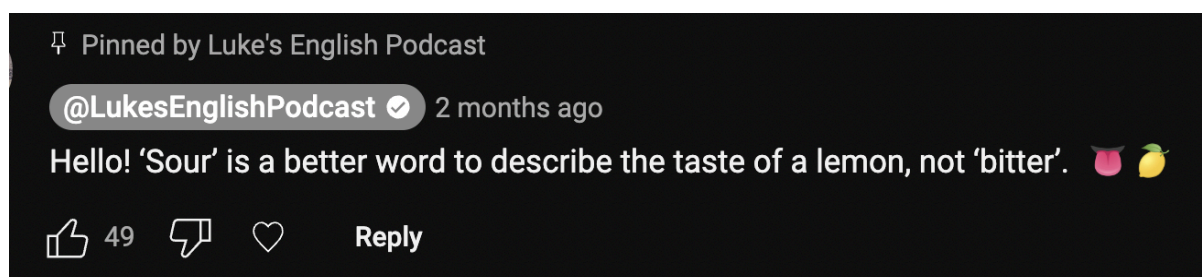 Pinned by Luke's English Podcast
@LukesEnglishPodcast 2 months ago
Hello! ‘Sour’ is a better word to describe the taste of a lemon, not ‘bitter’. 👅 🍋
49 Reply